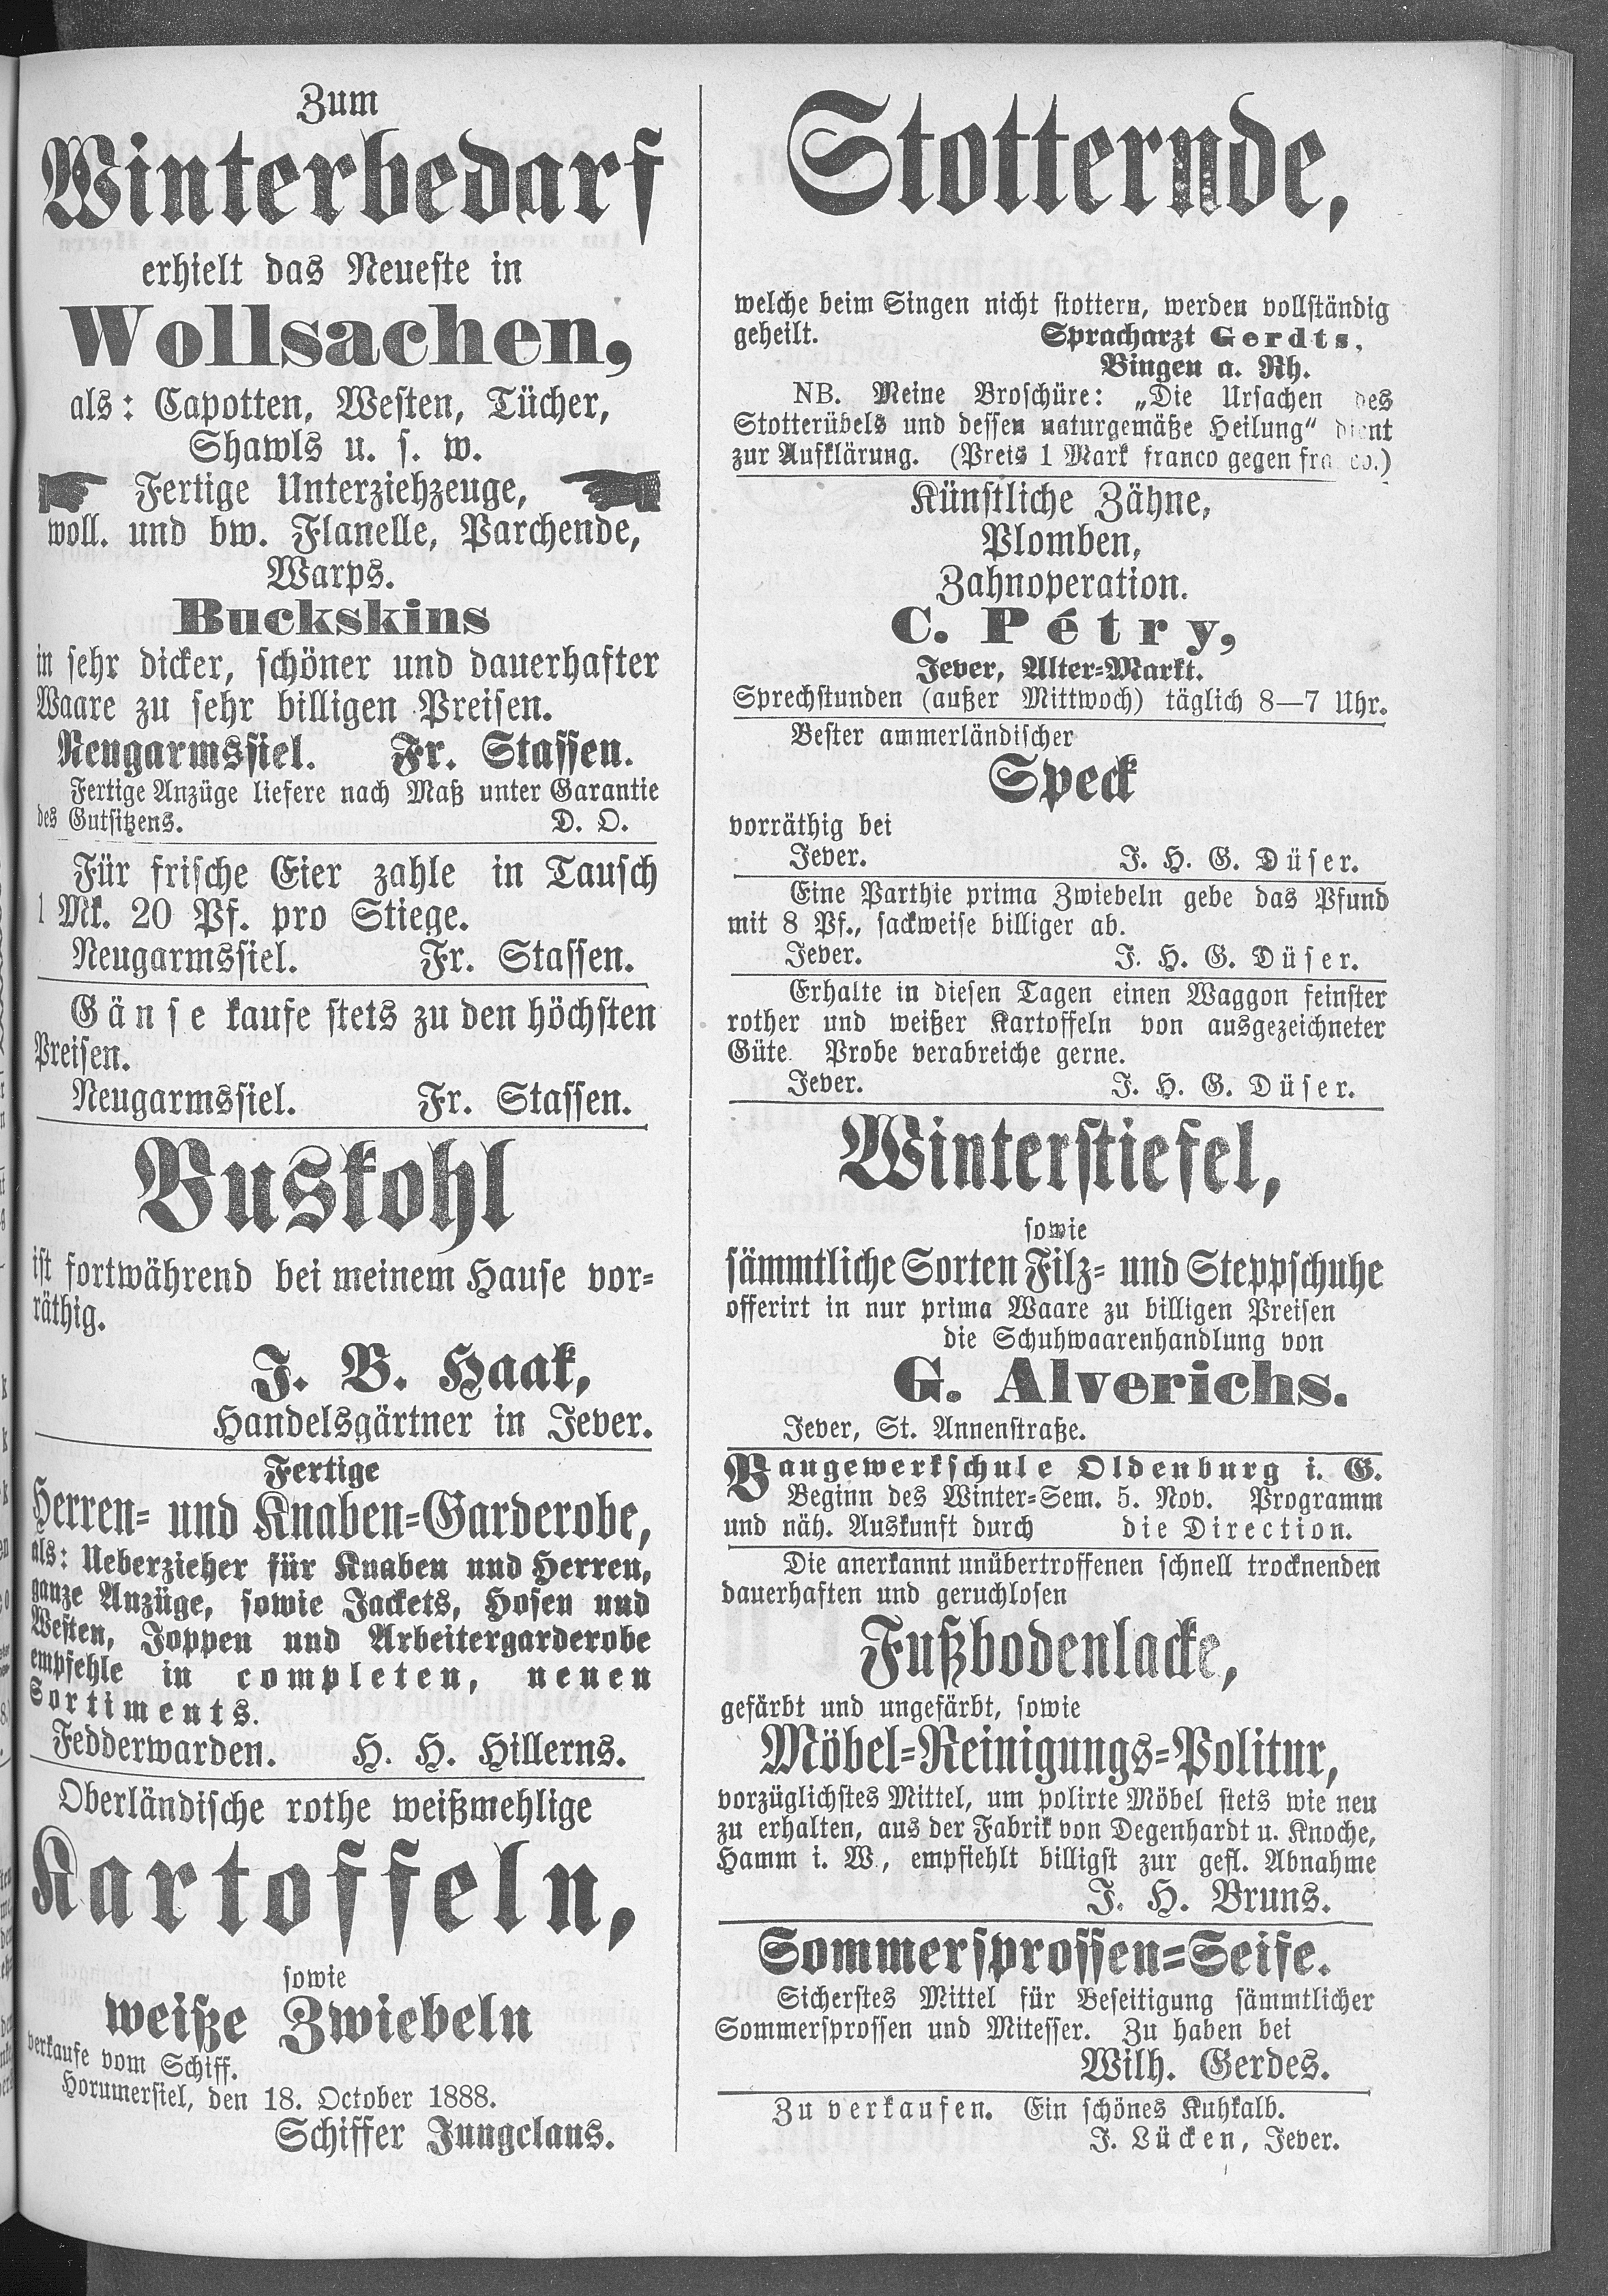 Zum
Winterbedarf
erhielt das Neueste in
Wollsachen,
als: Capotten, Westen, Tücher,
Shawls u. s. w.
Fertige Unterziehzeuge,
woll. und bw. Flanelle, Parchende,
Warps.
Buckskins
in sehr dicker, schöner und dauerhafter
Waare zu sehr billigen Preisen.
Neugarmssiel. Fr. Stassen.
Fertige Anzüge liefere nach Maß unter Garantie
des Gutsitzens. D. O.
Für frische Eier zahle in Tausch
1 Mk. 20 Pf. pro Stiege.
Neugarmssiel. Fr. Stassen.
Gänse kaufe stets zu den höchsten
Preisen.
Neugarmssiel. Fr. Stassen.
Buskohl
ist fortwährend bei meinem Hause vor-
räthig.
J. B. Haak,
Handelsgärtner in Jever.
Fertige
Herren- und Knaben-Garderobe,
als: Ueberzieher für Knaben und Herren,
ganze Anzüge, sowie Jackets, Hosen und
Westen, Joppen und Arbeitergarderobe
empfehle in completen, neuen
Sortiments.
Fedderwarden. H. H. Hillerns.
Oberländische rothe weißmehlige
Kartoffeln,
sowie
weiße Zwiebeln
verkaufe vom Schiff.
Horumersiel, den 18. October 1888.
Schiffer Jungclaus.
Stotternde,
welche beim Singen nicht stottern, werden vollständig
geheilt. Spracharzt Gerdts,
Bingen a. Rh.
NB. Meine Broschüre: „Die Ursachen des
Stotterübels und dessen naturgemäße Heilung“ dient
zur Aufklärung. (Preis 1 Mark franco gegen franco.)
Künstliche Zähne,
Plomben,
Zahnoperation.
C. Pétry,
Jever, Alter-Markt.
Sprechstunden (außer Mittwoch) täglich 8—7 Uhr.
Bester ammerländischer
Speck
vorräthig bei
Jever. J. H. G. Düser.
Eine Parthie prima Zwiebeln gebe das Pfund
mit 8 Pf., sackweise billiger ab.
Jever. J. H. G. Düser.
Erhalte in diesen Tagen einen Waggon feinster
rother und weißer Kartoffeln von ausgezeichneter
Güte. Probe verabreiche gerne.
Jever. J. H. G. Düser.
Winterstiefel,
sowie
sämmtliche Sorten Filz- und Steppschuhe
offerirt in nur prima Waare zu billigen Preisen
die Schuhwaarenhandlung von
G. Alverichs.
Jever, St. Annenstraße.
Baugewerkschule Oldenburg i. G.
Beginn des Winter-Sem. 5. Nov. Programm
und näh. Auskunft durch die Direction.
Die anerkannt unübertroffenen schnell trocknenden
dauerhaften und geruchlosen
Fußbodenlacke,
gefärbt und ungefärbt, sowie
Möbel-Reinigungs-Politur,
vorzüglichstes Mittel, um polirte Möbel stets wie neu
zu erhalten, aus der Fabrik von Degenhardt u. Knoche,
Hamm i. W., empfiehlt billigst zur gefl. Abnahme
J. H. Bruns.
Sommersprossen-Seife.
Sicherstes Mittel für Beseitigung sämmtlicher
Sommersprossen und Mitesser. Zu haben bei
Wilh. Gerdes.
Zu verkaufen. Ein schönes Kuhkalb.
J. Lücken, Jever.